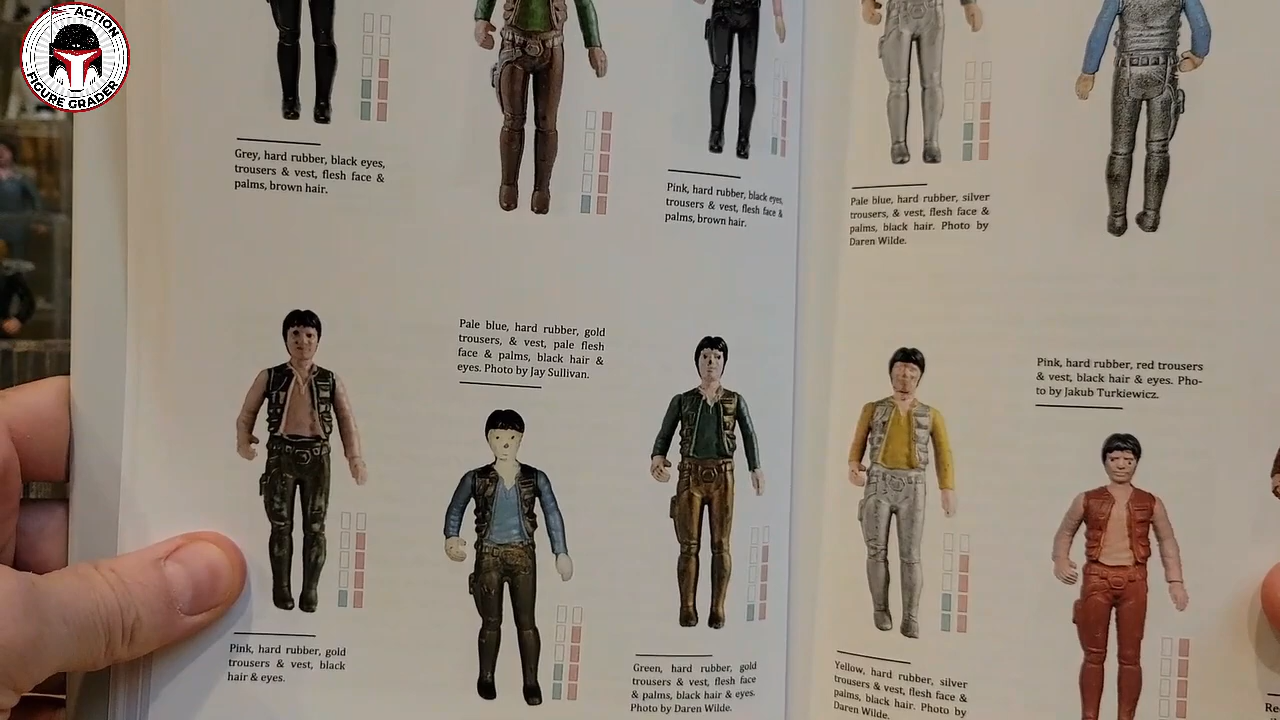 ACTION
FIGURE GRADER
Grey, hard rubber, black eyes,
trousers & vest, flesh face &
palms, brown hair.
Pink, hard rubber, black eyes,
trousers & vest, flesh face &
palms, brown hair.
Pale blue, hard rubber, silver
trousers, & vest, flesh face &
palms, black hair. Photo by
Daren Wilde.
Pale blue, hard rubber, gold
trousers, & vest, pale flesh
face & palms, black hair &
eyes. Photo by Jay Sullivan.
Pink, hard rubber, red trousers
& vest, black hair & eyes. Pho-
to by Jakub Turkiewicz.
Pink, hard rubber, gold
trousers & vest, black
hair & eyes.
Green, hard rubber, gold
trousers & vest, flesh face
& palms, black hair & eyes.
Photo by Daren Wilde.
Yellow, hard rubber, silver
trousers & vest, flesh face &
palms, black hair. Photo by
Daren Wilde.